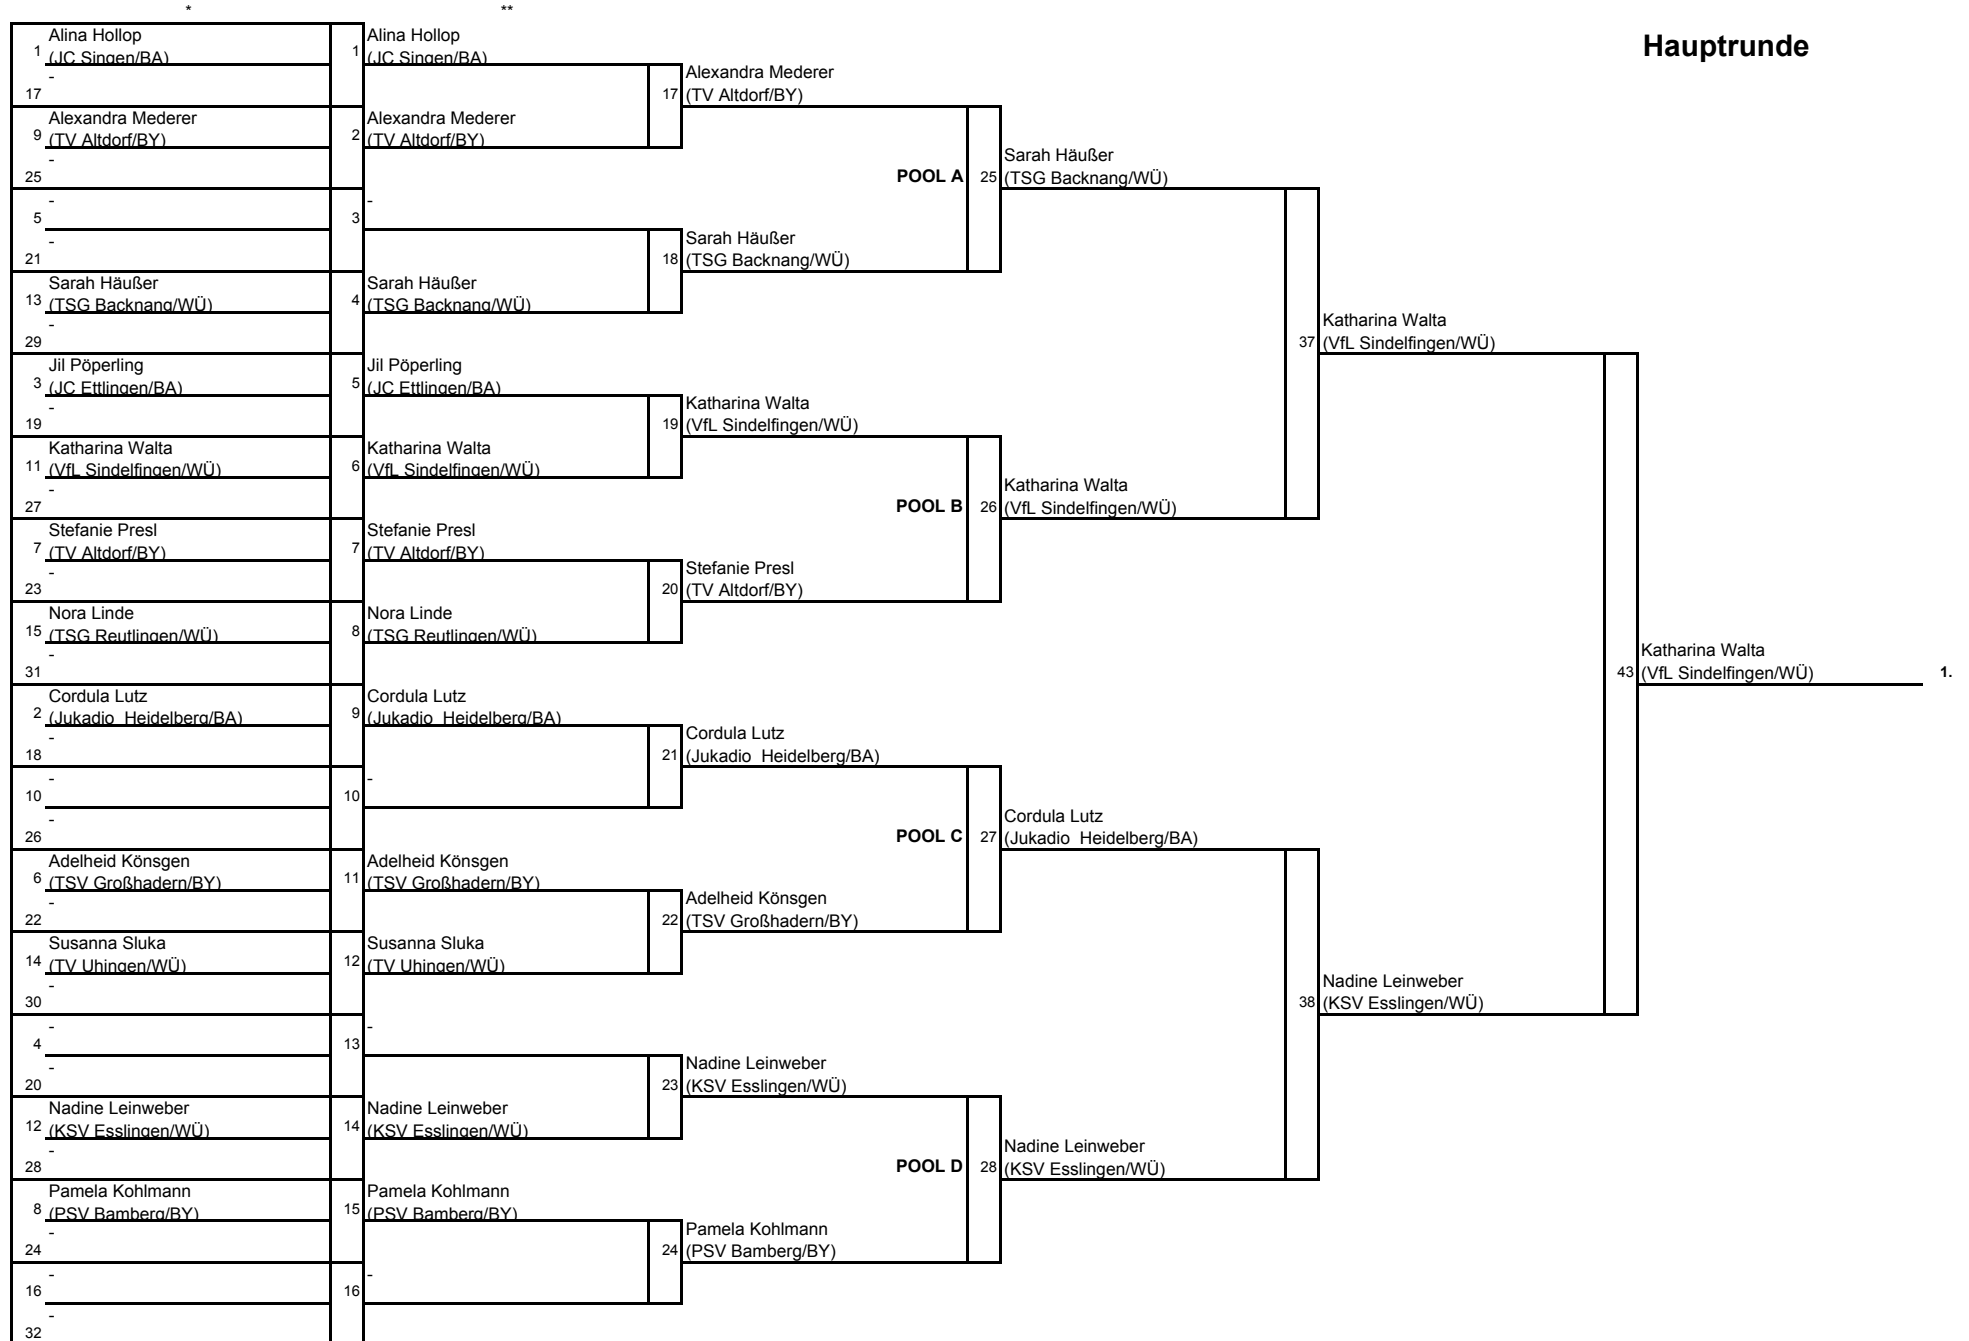 *
**
Hauptrunde
1 Alina Hollop
(JC Singen/BA)
17 -
9 Alexandra Mederer
(TV Altdorf/BY)
25 -
5 -
21 -
13 Sarah Häußer
(TSG Backnang/WÜ)
29 -
3 Jil Pöperling
(JC Ettlingen/BA)
19 -
11 Katharina Walta
(VfL Sindelfingen/WÜ)
27 -
7 Stefanie Presl
(TV Altdorf/BY)
23 -
15 Nora Linde
(TSG Reutlingen/WÜ)
31 -
2 Cordula Lutz
(Jukadio Heidelberg/BA)
18 -
10 -
26 -
6 Adelheid Könsgen
(TSV Großhadern/BY)
22 -
14 Susanna Sluka
(TV Uhingen/WÜ)
30 -
4 -
20 -
12 Nadine Leinweber
(KSV Esslingen/WÜ)
28 -
8 Pamela Kohlmann
(PSV Bamberg/BY)
24 -
16 -
32 -
1 Alina Hollop
(JC Singen/BA)
2 Alexandra Mederer
(TV Altdorf/BY)
3 -
4 Sarah Häußer
(TSG Backnang/WÜ)
5 Jil Pöperling
(JC Ettlingen/BA)
6 Katharina Walta
(VfL Sindelfingen/WÜ)
7 Stefanie Presl
(TV Altdorf/BY)
8 Nora Linde
(TSG Reutlingen/WÜ)
9 Cordula Lutz
(Jukadio Heidelberg/BA)
10 -
11 Adelheid Könsgen
(TSV Großhadern/BY)
12 Susanna Sluka
(TV Uhingen/WÜ)
13 -
14 Nadine Leinweber
(KSV Esslingen/WÜ)
15 Pamela Kohlmann
(PSV Bamberg/BY)
16 -
17 Alexandra Mederer
(TV Altdorf/BY)
18 Sarah Häußer
(TSG Backnang/WÜ)
19 Katharina Walta
(VfL Sindelfingen/WÜ)
20 Stefanie Presl
(TV Altdorf/BY)
21 Cordula Lutz
(Jukadio Heidelberg/BA)
22 Adelheid Könsgen
(TSV Großhadern/BY)
23 Nadine Leinweber
(KSV Esslingen/WÜ)
24 Pamela Kohlmann
(PSV Bamberg/BY)
POOL A 25 Sarah Häußer
(TSG Backnang/WÜ)
POOL B 26 Katharina Walta
(VfL Sindelfingen/WÜ)
POOL C 27 Cordula Lutz
(Jukadio Heidelberg/BA)
POOL D 28 Nadine Leinweber
(KSV Esslingen/WÜ)
37 Katharina Walta
(VfL Sindelfingen/WÜ)
38 Nadine Leinweber
(KSV Esslingen/WÜ)
43 Katharina Walta
(VfL Sindelfingen/WÜ)
1.